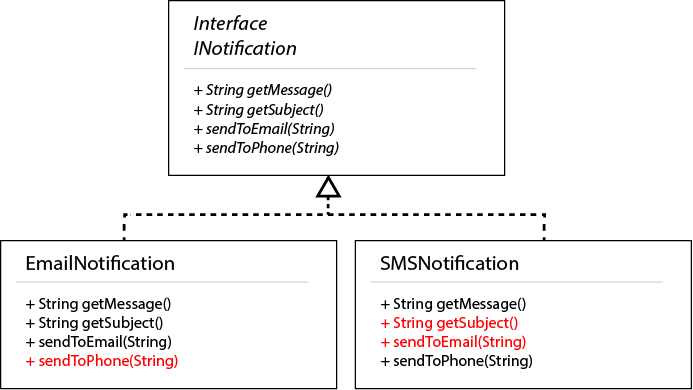 Interface
INotification
+ String getMessage()
+ String getSubject()
+ sendToEmail(String)
+ sendToPhone(String)
EmailNotification
+ String getMessage()
+ String getSubject()
+ sendToEmail(String)
+ sendToPhone(String)
SMSNotification
+ String getMessage()
+ String getSubject()
+ sendToEmail(String)
+ sendToPhone(String)